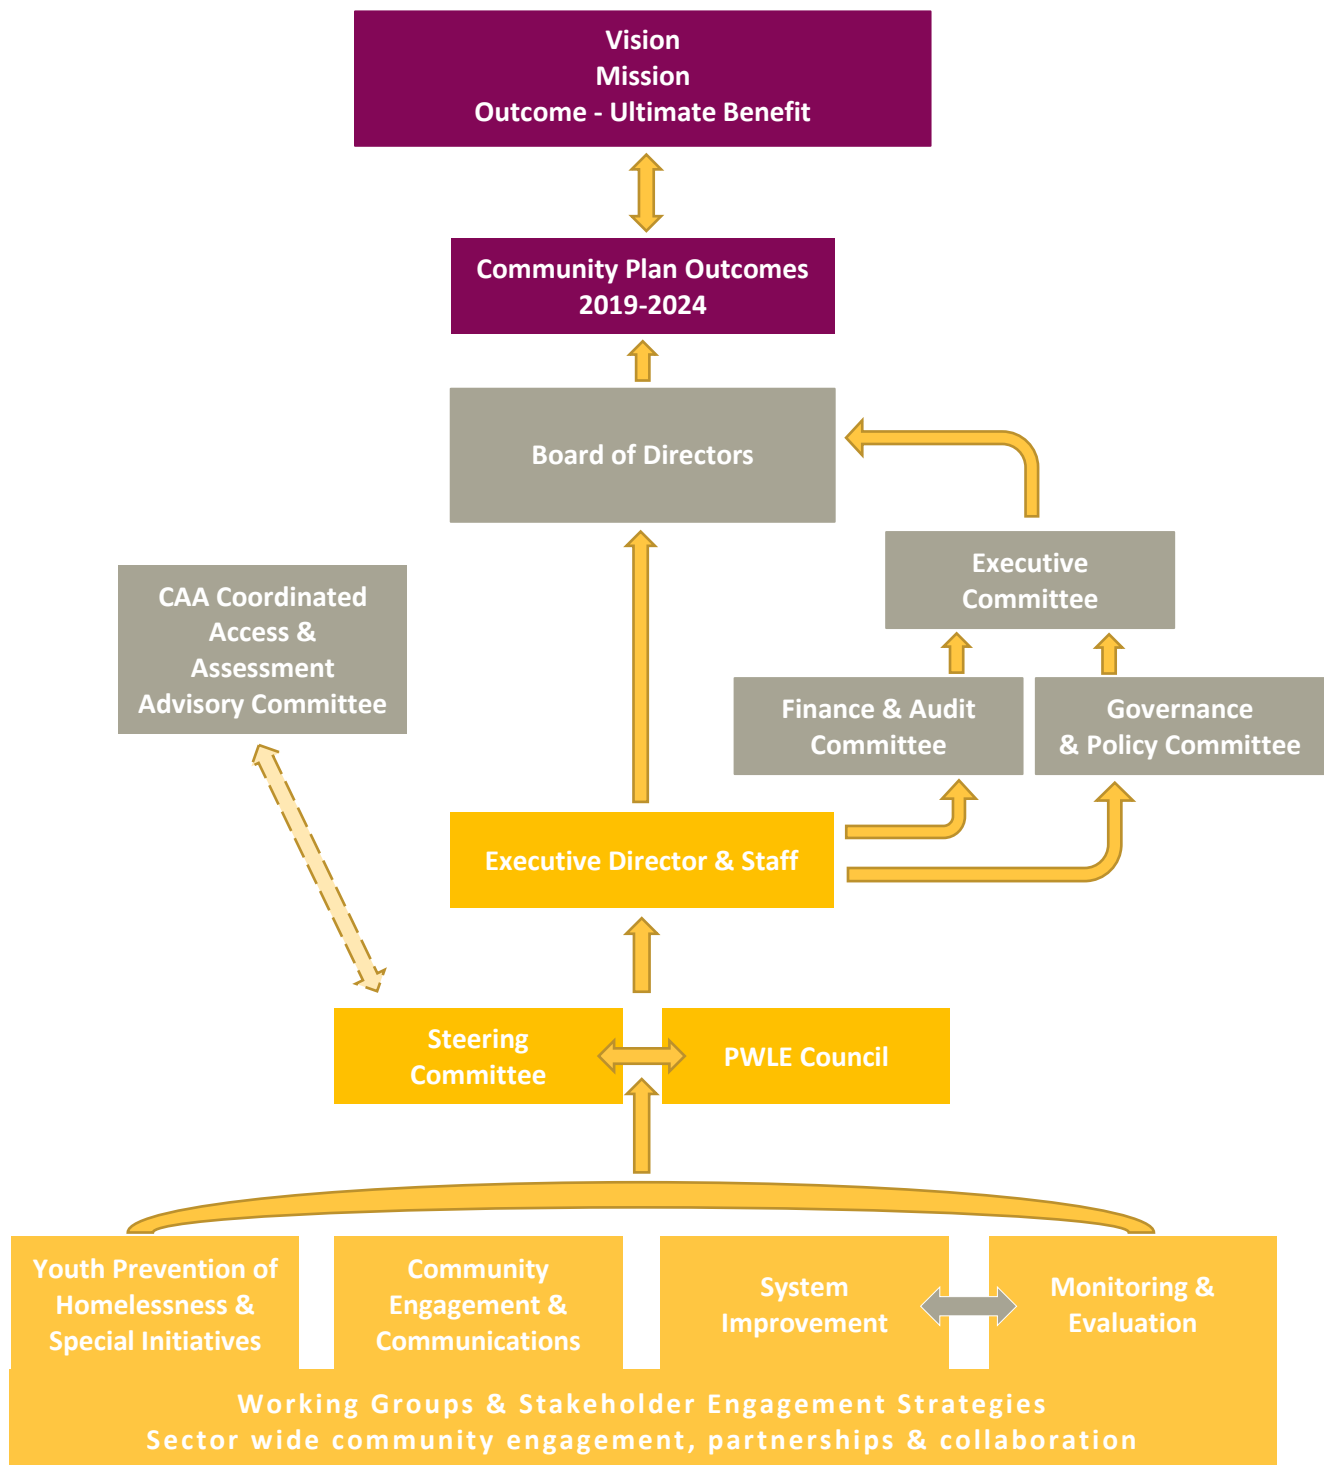 Vision
Mission
Outcome - Ultimate Benefit
Community Plan Outcomes
2019-2024
Board of Directors
Executive
Committee
CAA Coordinated
Access &
Assessment
Advisory Committee
Finance & Audit
Committee
Governance
& Policy Committee
Executive Director & Staff
Steering
Committee
PWLE Council
Youth Prevention of
Homelessness &
Special Initiatives
Community
Engagement &
Communications
System
Improvement
Monitoring &
Evaluation
Working Groups & Stakeholder Engagement Strategies
Sector wide community engagement, partnerships & collaboration